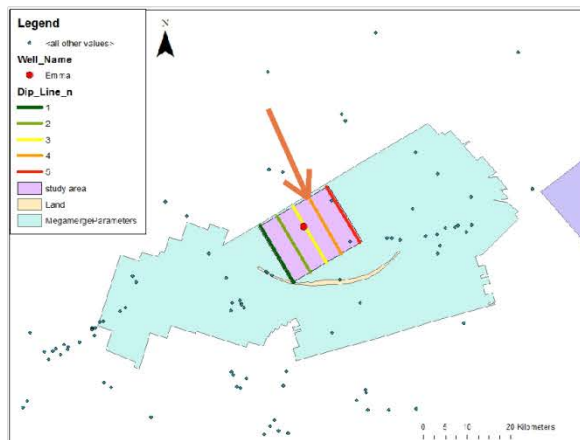 Legend
N
<all other values>
Well_Name
Emma
Dip_Line_n
1
2
3
4
5
study area
Land
MegamergeParameters
0 5 10 20 Kilometers